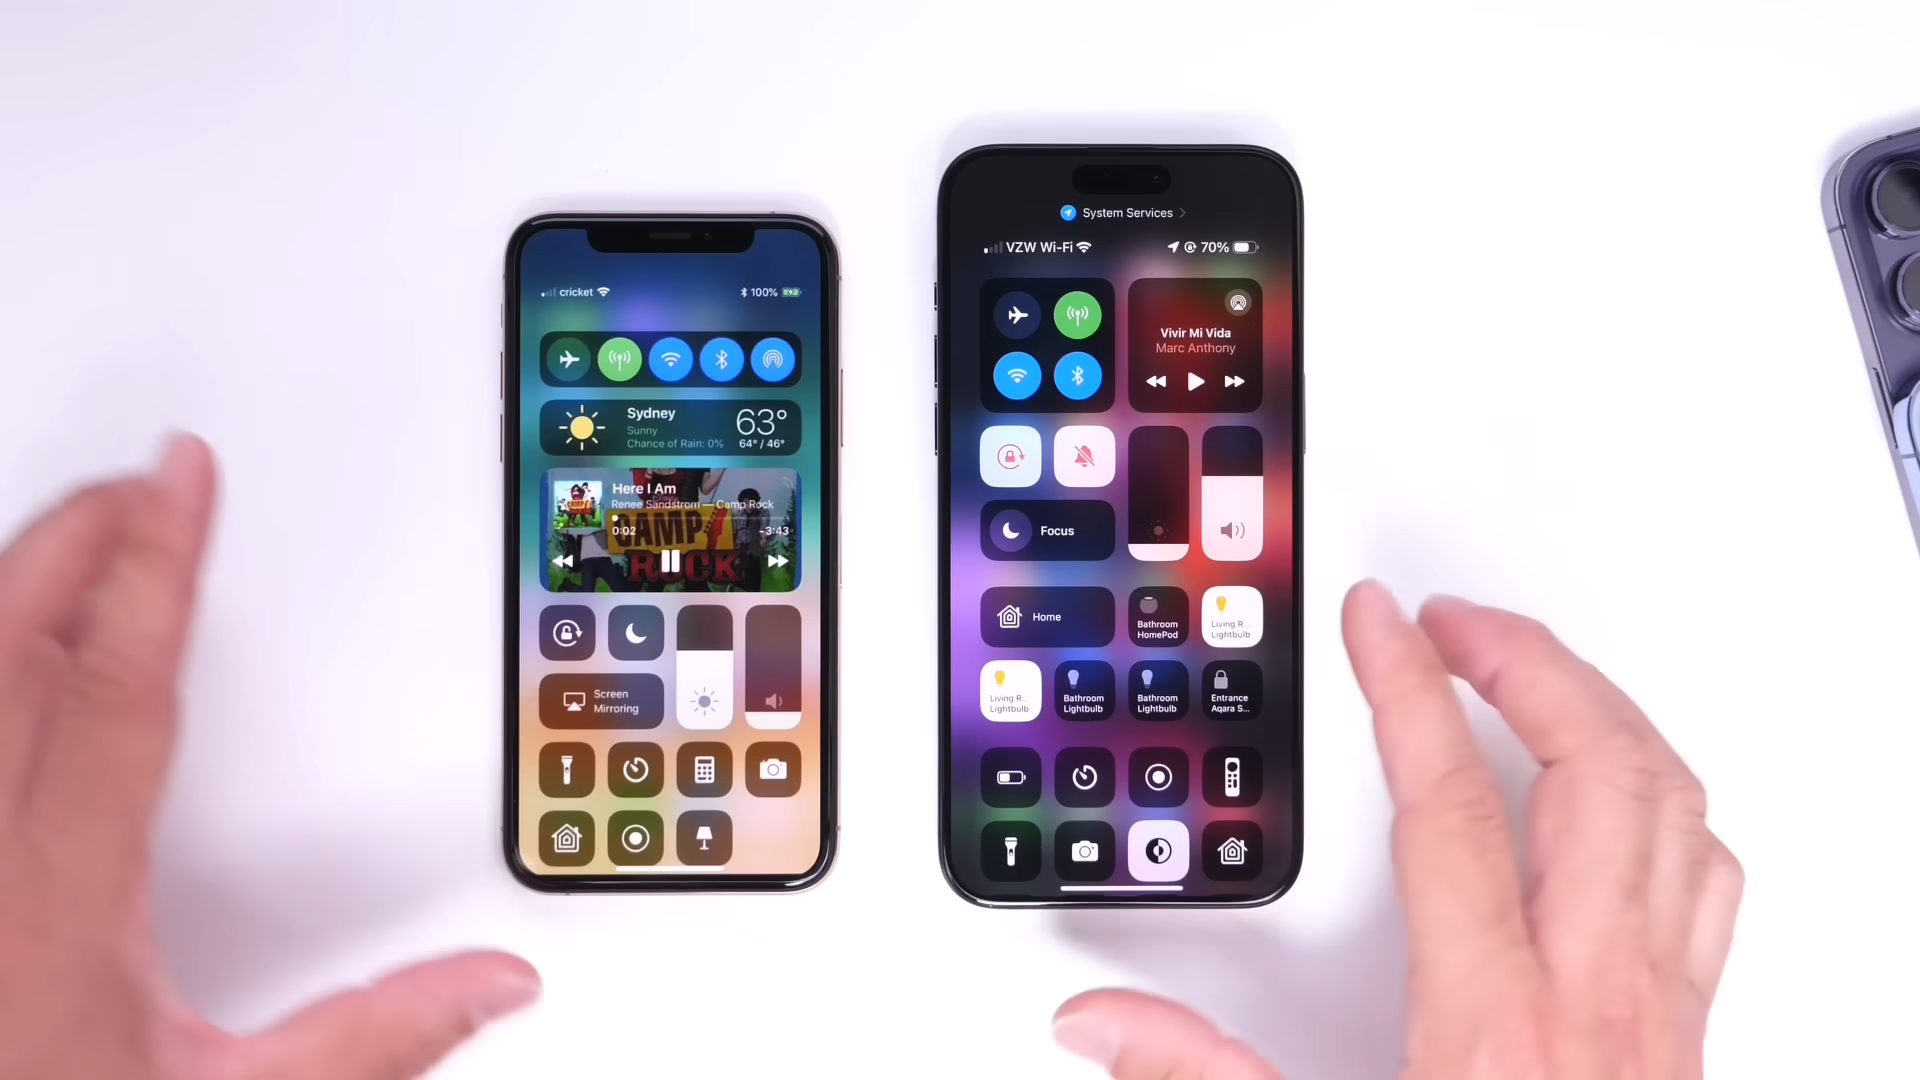 cricket
100%
Sydney
Sunny
Chance of Rain: 0%
63°
64° / 46°
Here I Am
Renee Sandstrom — Camp Rock
0:02
-3:43
CAMP
ROCK
Screen
Mirroring
System Services
VZW Wi-Fi
70%
Vivir Mi Vida
Marc Anthony
Focus
Home
Bathroom
HomePod
Living R...
Lightbulb
Living R...
Lightbulb
Bathroom
Lightbulb
Bathroom
Lightbulb
Entrance
Aqara S...